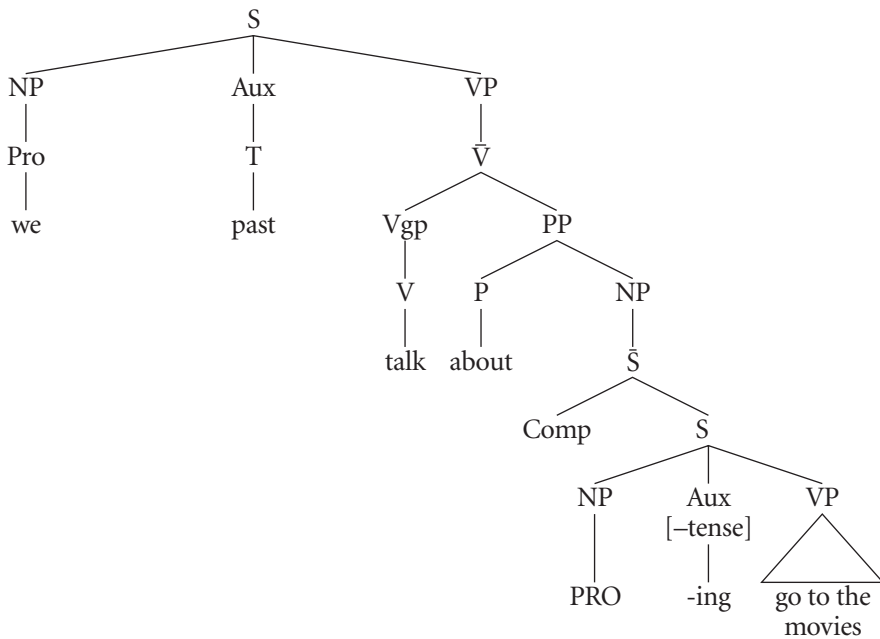 S
NP Aux VP
Pro T V̄
we past Vgp PP
V P NP
talk about S̄
Comp S
NP Aux VP
[–tense]
PRO -ing go to the
movies